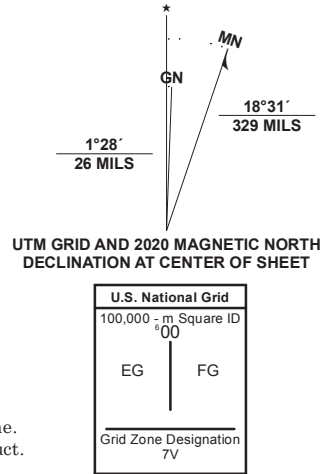 ★
MN
GN
1°28´
26 MILS
18°31´
329 MILS
UTM GRID AND 2020 MAGNETIC NORTH
DECLINATION AT CENTER OF SHEET
U.S. National Grid
100,000 - m Square ID
⁶00
EG FG
Grid Zone Designation
7V